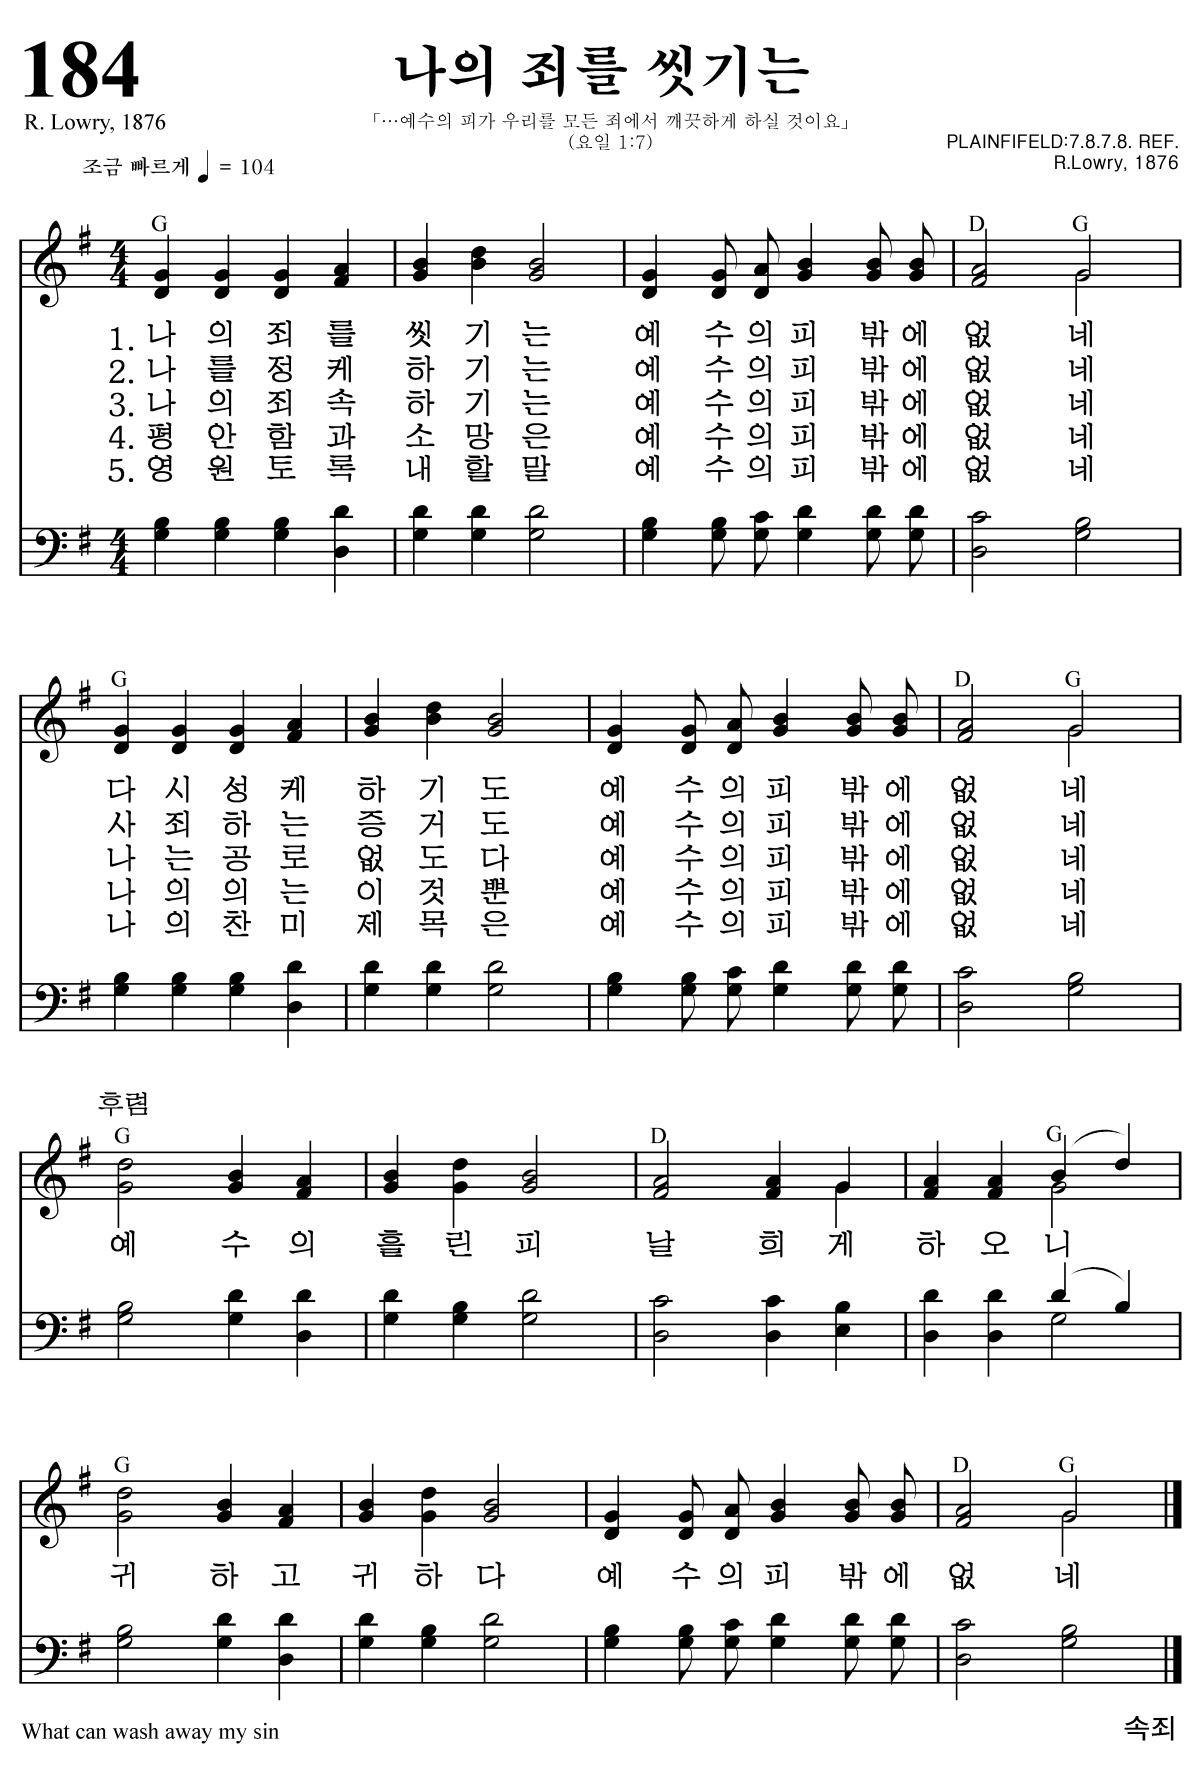 184
나의 죄를 씻기는
R. Lowry, 1876
「…예수의 피가 우리를 모든 죄에서 깨끗하게 하실 것이요」
(요일 1:7)
PLAINFIFELD:7.8.7.8. REF.
R.Lowry, 1876
조금 빠르게 ♩ = 104
G D G
1. 나 의 죄 를 씻 기 는 예 수 의 피 밖 에 없 네
2. 나 를 정 케 하 기 는 예 수 의 피 밖 에 없 네
3. 나 의 죄 속 하 기 는 예 수 의 피 밖 에 없 네
4. 평 안 함 과 소 망 은 예 수 의 피 밖 에 없 네
5. 영 원 토 록 내 할 말 예 수 의 피 밖 에 없 네
G D G
다 시 성 케 하 기 도 예 수 의 피 밖 에 없 네
사 죄 하 는 증 거 도 예 수 의 피 밖 에 없 네
나 는 공 로 없 도 다 예 수 의 피 밖 에 없 네
나 의 의 는 이 것 뿐 예 수 의 피 밖 에 없 네
나 의 찬 미 제 목 은 예 수 의 피 밖 에 없 네
후렴
G D G
예 수 의 흘 린 피 날 희 게 하 오 니
G D G
귀 하 고 귀 하 다 예 수 의 피 밖 에 없 네
What can wash away my sin
속죄